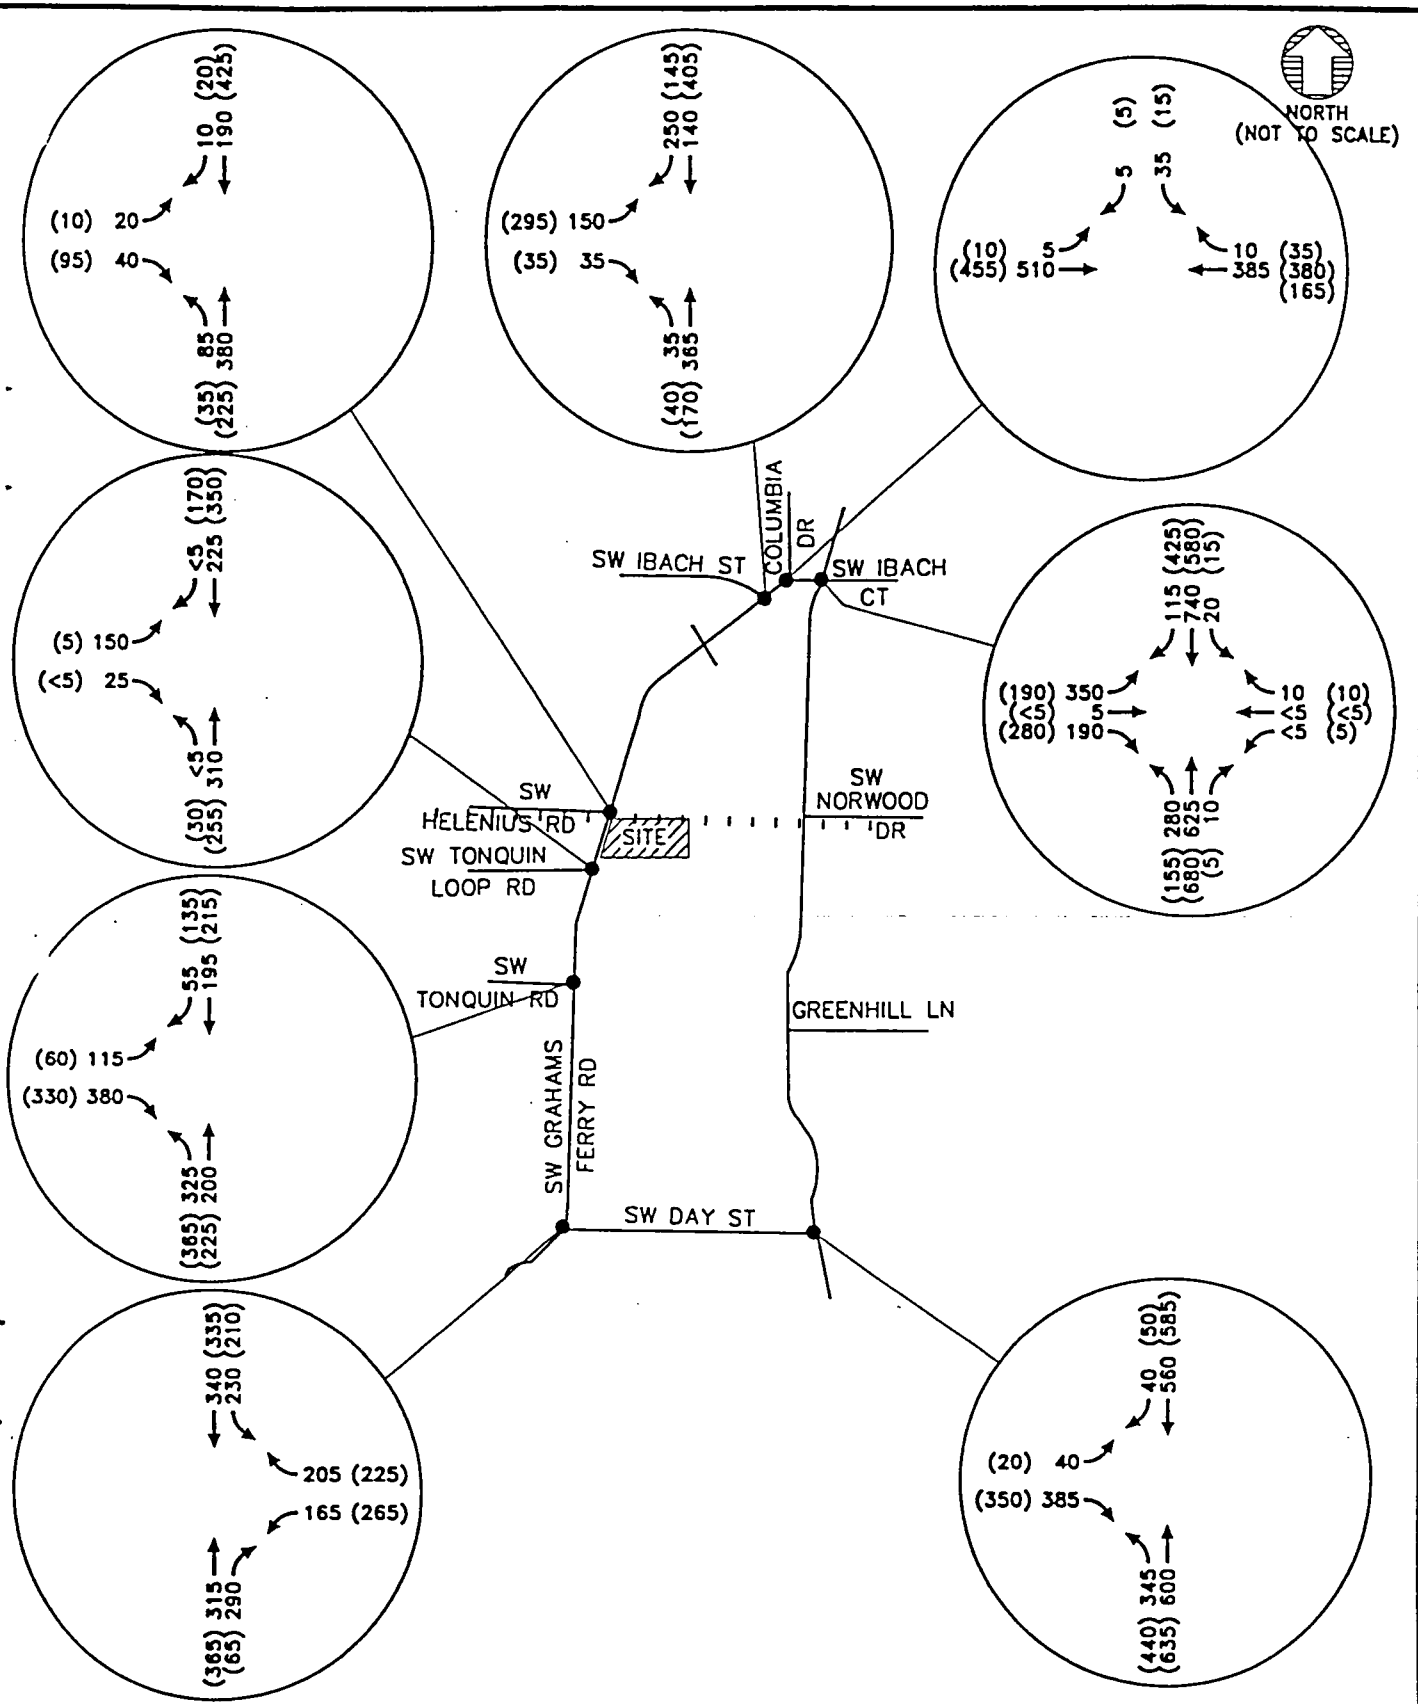 NORTH
(NOT TO SCALE)
10 (20)
190 (425)
(10) 20
(95) 40
(35) 85
(225) 380
250 (145)
140 (405)
(295) 150
(35) 35
(40) 35
(170) 365
5 (5)
35 (15)
(10) 5
(455) 510
10 (35)
385 (380)
(165)
<5 (170)
225 (350)
(5) 150
(<5) 25
(30) <5
(255) 310
115 (425)
740 (580)
20 (15)
(190) 350
(<5) 5
(280) 190
10 (10)
<5 (<5)
<5 (5)
(155) 280
(680) 625
(5) 10
COLUMBIA
DR
SW IBACH ST
SW IBACH
CT
SW
HELENIUS RD
SITE
SW
NORWOOD
DR
SW TONQUIN
LOOP RD
SW
TONQUIN RD
GREENHILL LN
SW GRAHAMS
FERRY RD
SW DAY ST
55 (135)
195 (215)
(60) 115
(330) 380
(365) 325
(225) 200
340 (335)
230 (210)
205 (225)
165 (265)
(365) 315
(65) 290
40 (50)
560 (585)
(20) 40
(350) 385
(440) 345
(635) 600